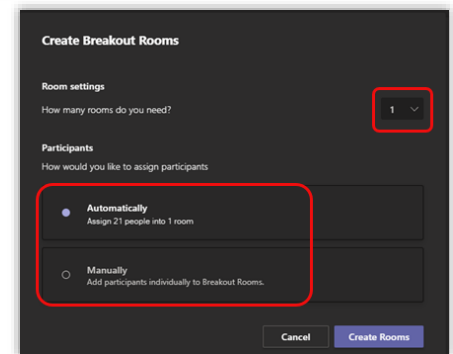 Create Breakout Rooms
Room settings
How many rooms do you need?
1
Participants
How would you like to assign participants
Automatically
Assign 21 people into 1 room
Manually
Add participants individually to Breakout Rooms.
Cancel
Create Rooms